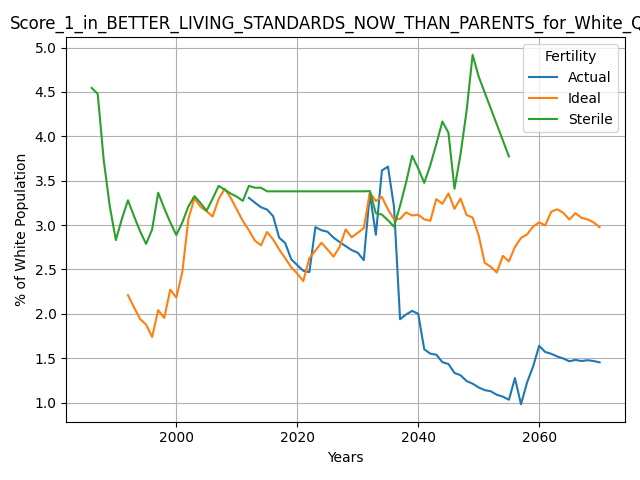 Score_1_in_BETTER_LIVING_STANDARDS_NOW_THAN_PARENTS_for_White_Q
Fertility
Actual
Ideal
Sterile
% of White Population
5.0
4.5
4.0
3.5
3.0
2.5
2.0
1.5
1.0
2000 2020 2040 2060
Years